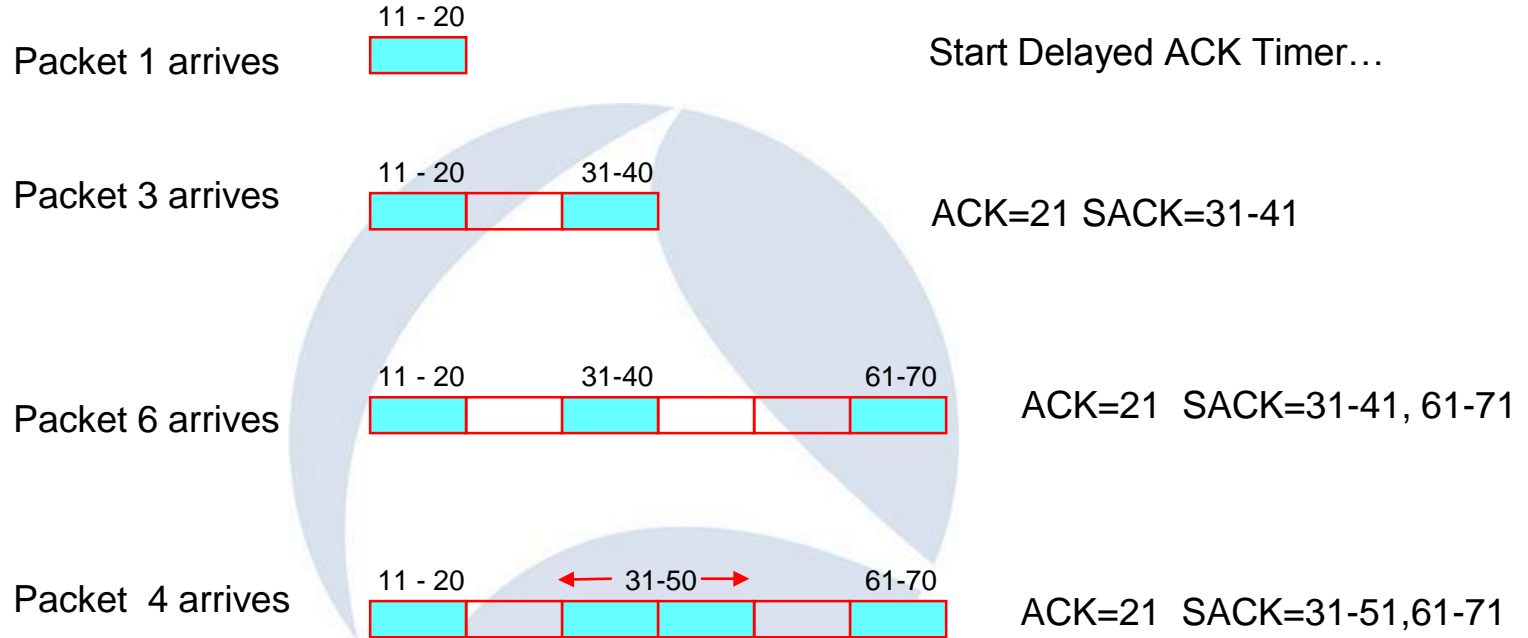 11 - 20
Packet 1 arrives
Start Delayed ACK Timer…
11 - 20 31-40
Packet 3 arrives
ACK=21 SACK=31-41
11 - 20 31-40 61-70
Packet 6 arrives
ACK=21 SACK=31-41, 61-71
11 - 20 31-50 61-70
Packet 4 arrives
ACK=21 SACK=31-51,61-71